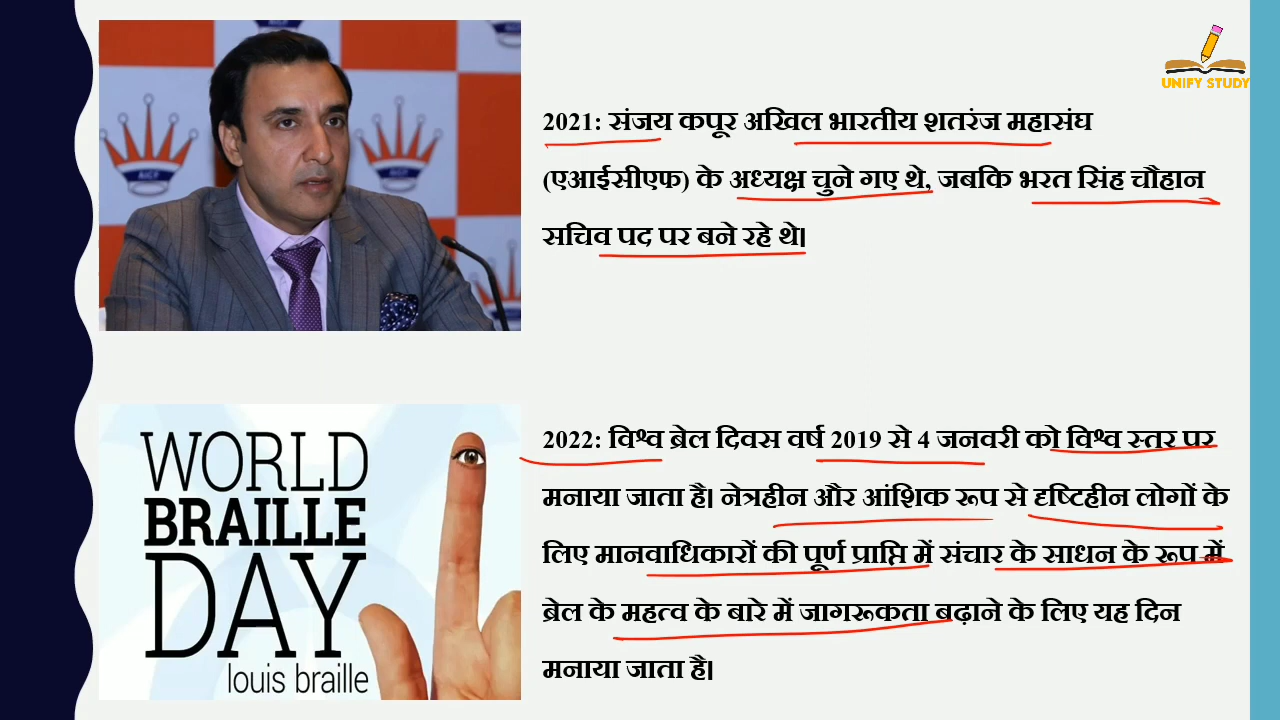 UNIFY STUDY
2021: संजय कपूर अखिल भारतीय शतरंज महासंघ
(एआईसीएफ) के अध्यक्ष चुने गए थे, जबकि भरत सिंह चौहान
सचिव पद पर बने रहे थे।
AICF
AICF
WORLD
BRAILLE
DAY
louis braille
2022: विश्व ब्रेल दिवस वर्ष 2019 से 4 जनवरी को विश्व स्तर पर
मनाया जाता है। नेत्रहीन और आंशिक रूप से दृष्टिहीन लोगों के
लिए मानवाधिकारों की पूर्ण प्राप्ति में संचार के साधन के रूप में
ब्रेल के महत्व के बारे में जागरूकता बढ़ाने के लिए यह दिन
मनाया जाता है।